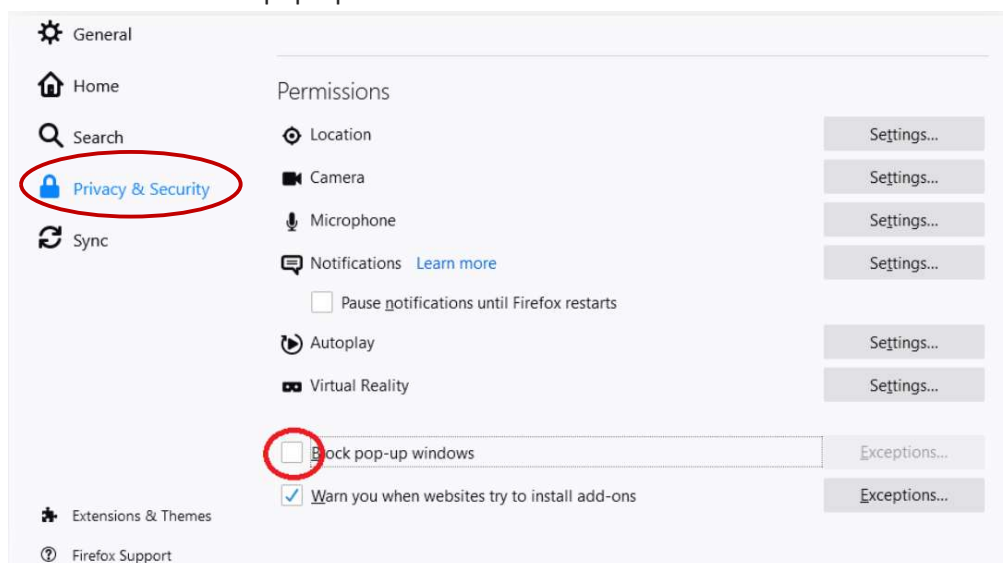 General
Home
Search
Privacy & Security
Sync
Extensions & Themes
Firefox Support
Permissions
Location Settings...
Camera Settings...
Microphone Settings...
Notifications Learn more Settings...
Pause notifications until Firefox restarts
Autoplay Settings...
Virtual Reality Settings...
Block pop-up windows Exceptions...
Warn you when websites try to install add-ons Exceptions...